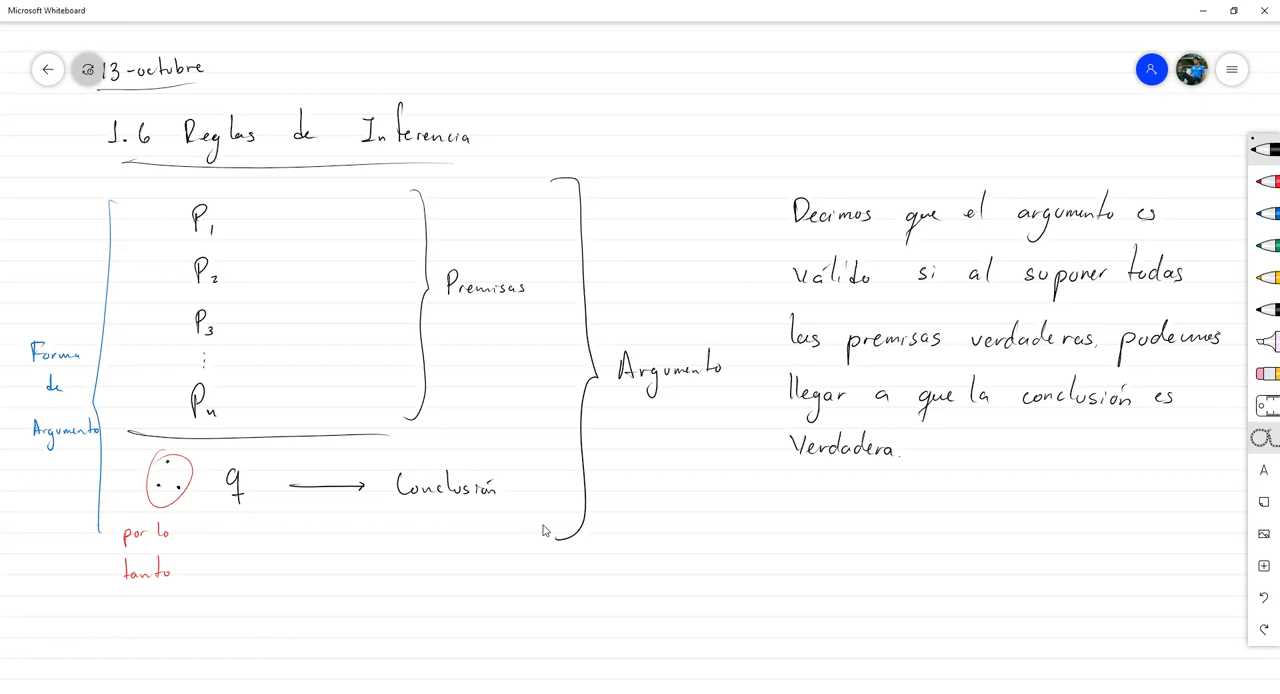 Microsoft Whiteboard
13-octubre
1.6 Reglas de Inferencia
P1
P2
P3
⋮
Pn
∴ q → Conclusión
Premisas
Argumento
Forma
de
Argumento
por lo
tanto
Decimos que el argumento es
válido si al suponer todas
las premisas verdaderas, podemos
llegar a que la conclusión es
verdadera.
A